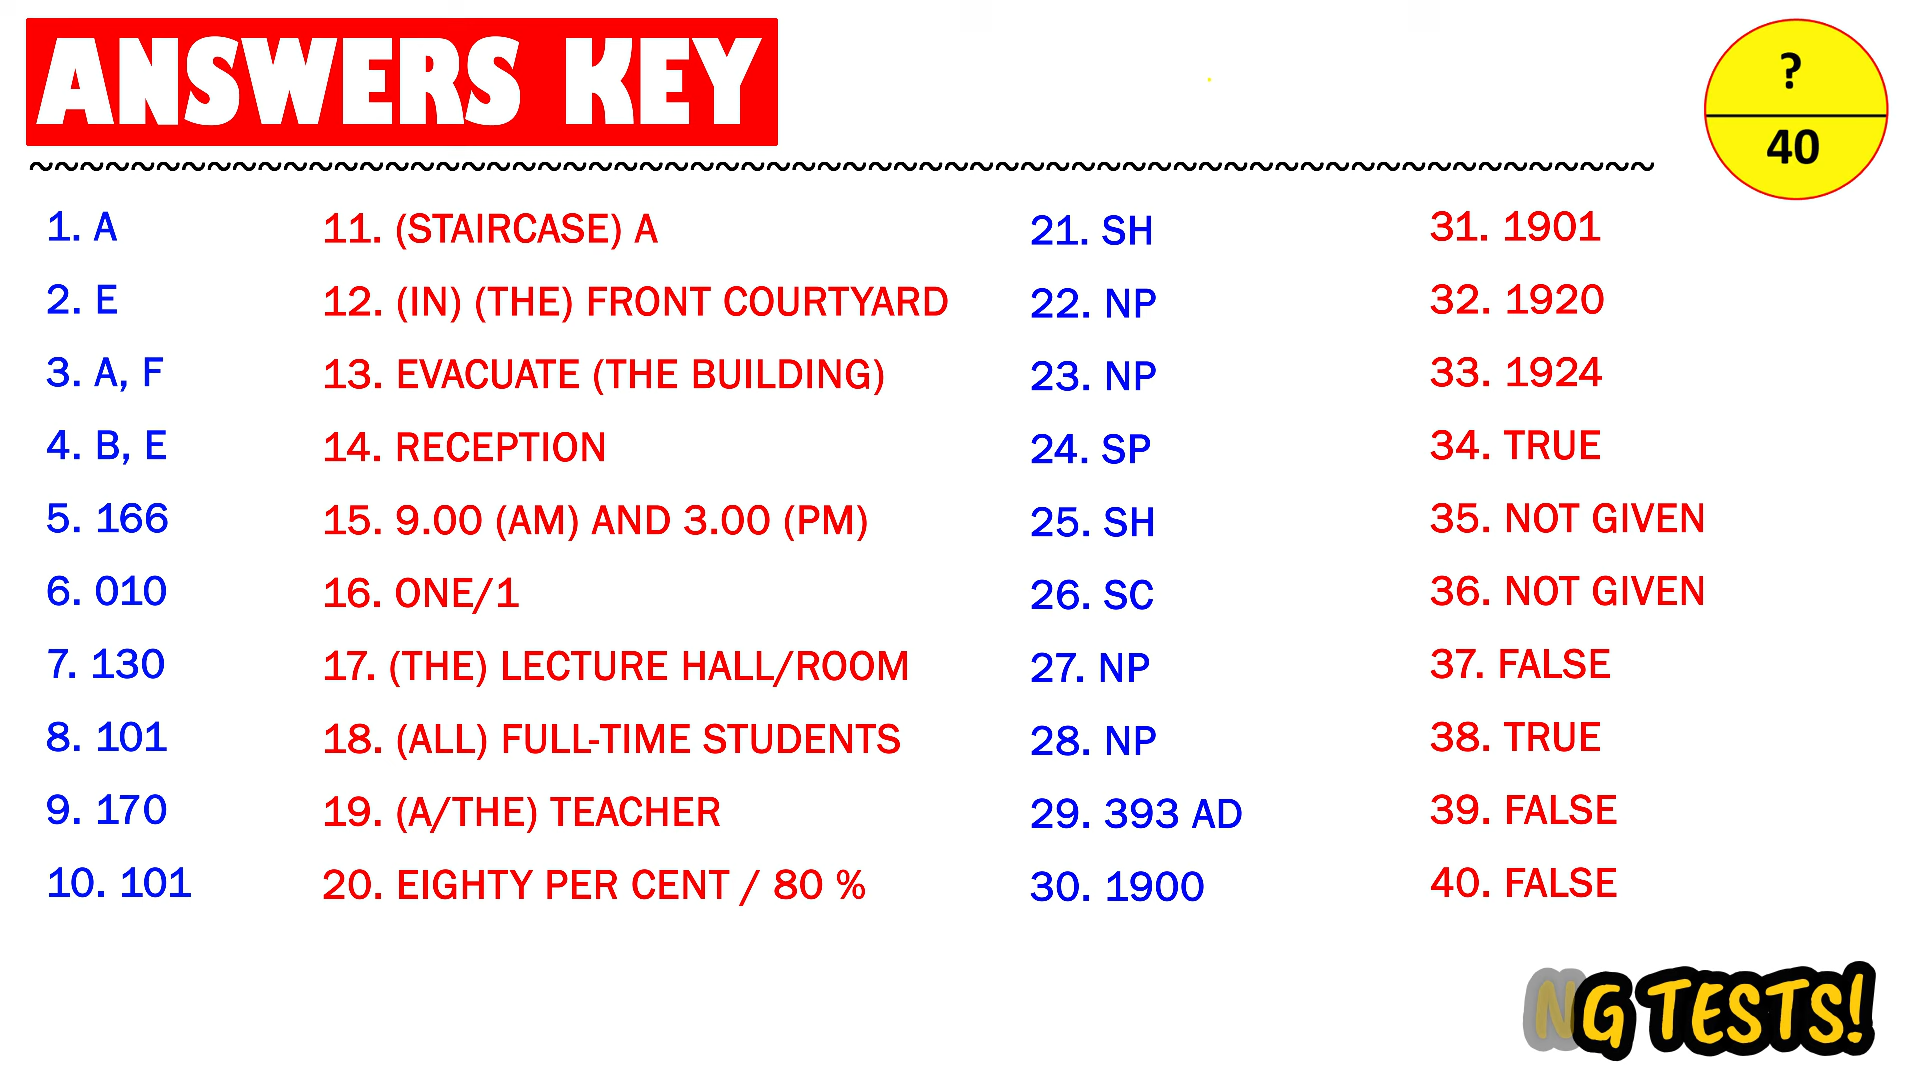 ANSWERS KEY
?
40
~~~~~~~~~~~~~~~~~~~~~~~~~~~~~~~~~~~~~~~~~~~~~~~~~~~~~~~~~~~~~~~~
1. A
2. E
3. A, F
4. B, E
5. 166
6. 010
7. 130
8. 101
9. 170
10. 101
11. (STAIRCASE) A
12. (IN) (THE) FRONT COURTYARD
13. EVACUATE (THE BUILDING)
14. RECEPTION
15. 9.00 (AM) AND 3.00 (PM)
16. ONE/1
17. (THE) LECTURE HALL/ROOM
18. (ALL) FULL-TIME STUDENTS
19. (A/THE) TEACHER
20. EIGHTY PER CENT / 80 %
21. SH
22. NP
23. NP
24. SP
25. SH
26. SC
27. NP
28. NP
29. 393 AD
30. 1900
31. 1901
32. 1920
33. 1924
34. TRUE
35. NOT GIVEN
36. NOT GIVEN
37. FALSE
38. TRUE
39. FALSE
40. FALSE
NG TESTS!